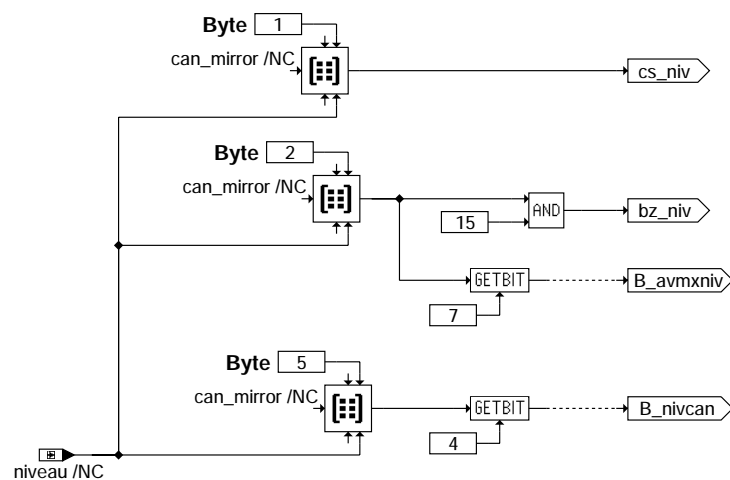 Byte 1
can_mirror /NC
cs_niv
Byte 2
can_mirror /NC
AND
15
bz_niv
GETBIT
B_avmxniv
7
Byte 5
can_mirror /NC
GETBIT
B_nivcan
4
niveau /NC